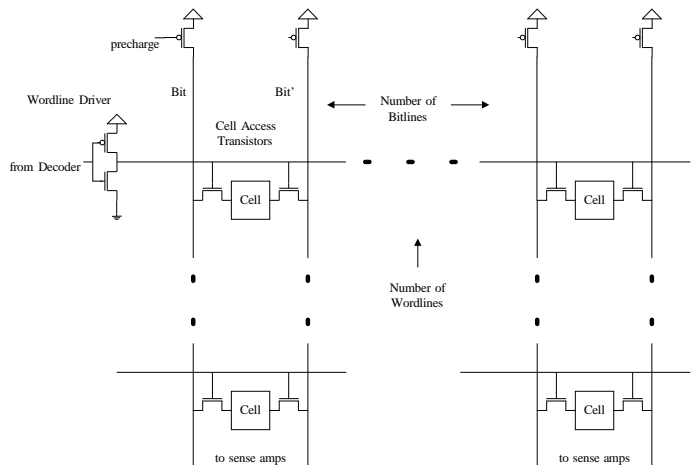 precharge
Bit
Bit'
Number of
Bitlines
Wordline Driver
Cell Access
Transistors
from Decoder
Cell
Cell
Cell
Number of
Wordlines
Cell
Cell
to sense amps
to sense amps